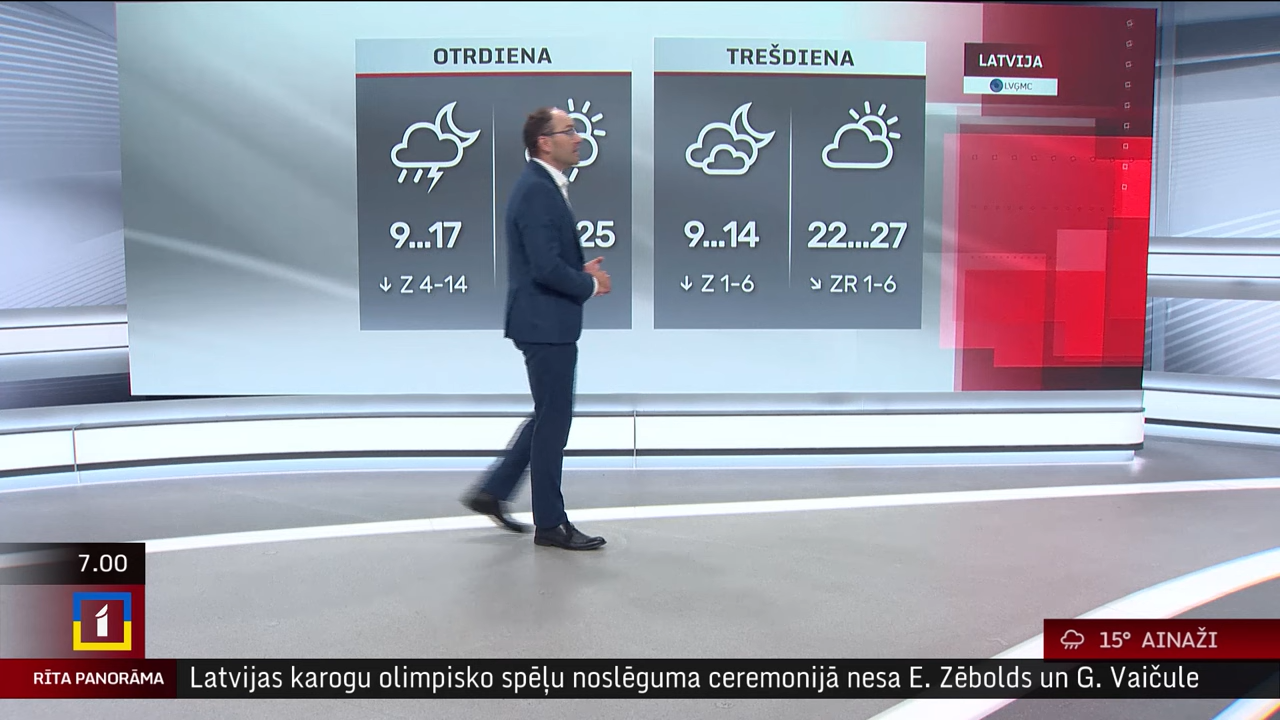 OTRDIENA
9...17
↓ Z 4-14
25
TREŠDIENA
9...14
↓ Z 1-6
22...27
↘ ZR 1-6
LATVIJA
LVĢMC
7.00
1
15° AINAŽI
RĪTA PANORĀMA
Latvijas karogu olimpisko spēļu noslēguma ceremonijā nesa E. Zēbolds un G. Vaičule